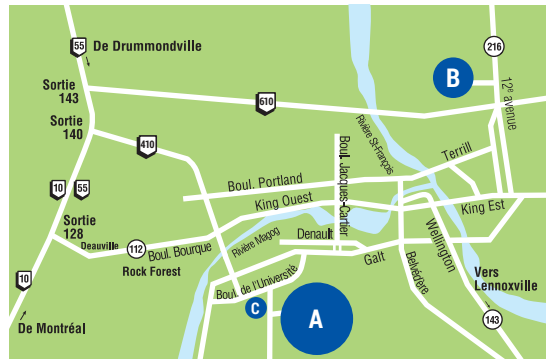 55
De Drummondville
216
B
Sortie
143
610
12e avenue
Sortie
140
410
Rivière St-François
Boul. Jacques-Cartier
Terrill
10
55
Boul. Portland
King Ouest
King Est
Sortie
128
Deauville
112
Boul. Bourque
Rock Forest
Rivière Magog
Denault
Galt
Belvédère
Wellington
Vers
Lennoxville
10
Boul. de l'Université
C
A
143
De Montréal